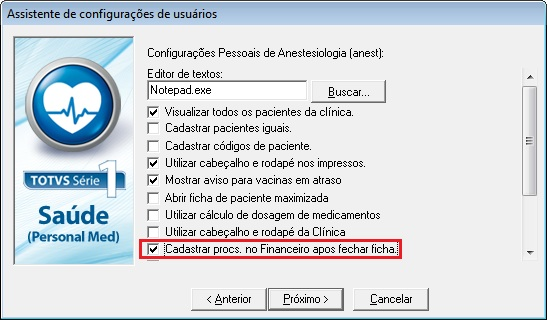 Assistente de configurações de usuários
TOTVS Série 1
Saúde
(Personal Med)
Configurações Pessoais de Anestesiologia (anest):
Editor de textos:
Notepad.exe
Buscar...
Visualizar todos os pacientes da clínica.
Cadastrar pacientes iguais.
Cadastrar códigos de paciente.
Utilizar cabeçalho e rodapé nos impressos.
Mostrar aviso para vacinas em atraso
Abrir ficha de paciente maximizada
Utilizar cálculo de dosagem de medicamentos
Utilizar cabeçalho e rodapé da Clínica
Cadastrar procs. no Financeiro apos fechar ficha.
< Anterior
Próximo >
Cancelar